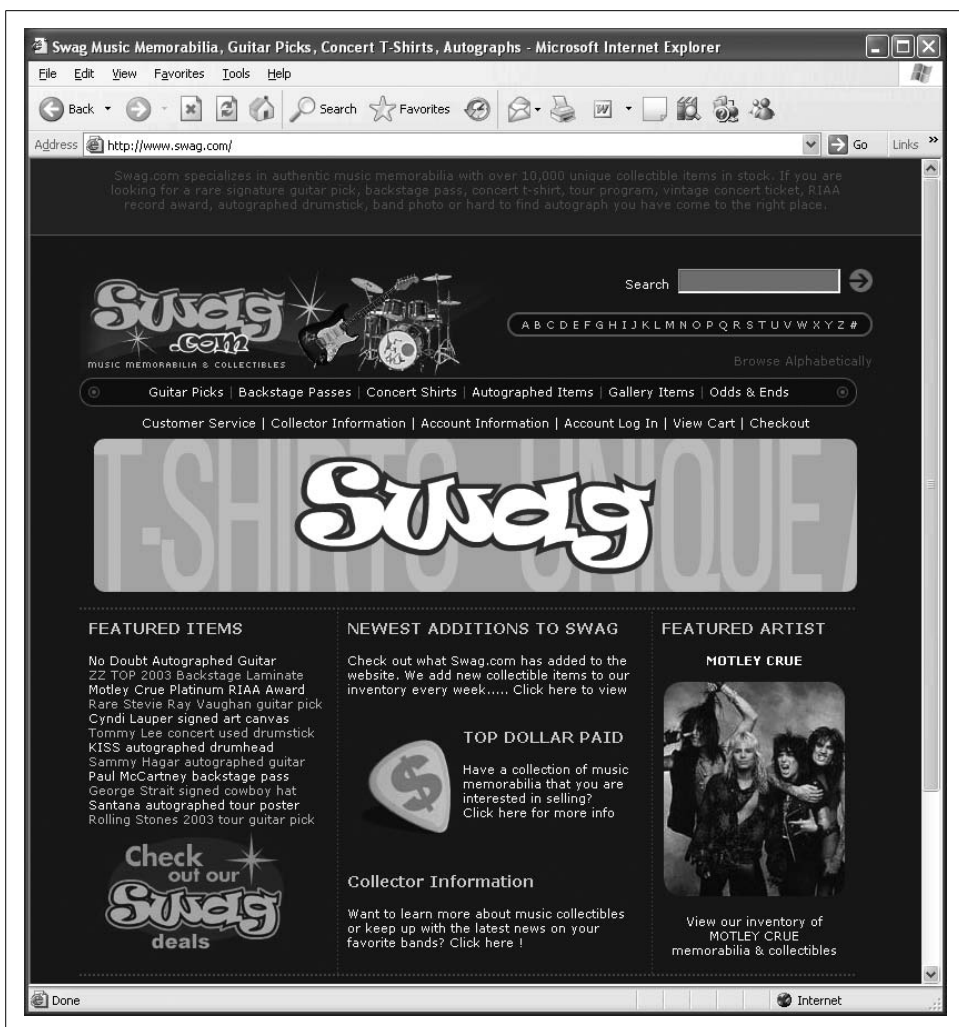 Swag Music Memorabilia, Guitar Picks, Concert T-Shirts, Autographs - Microsoft Internet Explorer
File Edit View Favorites Tools Help
Back Search Favorites
Address http://www.swag.com/ Go Links »
Swag.com specializes in authentic music memorabilia with over 10,000 unique collectible items in stock. If you are
looking for a rare signature guitar pick, backstage pass, concert t-shirt, tour program, vintage concert ticket, RIAA
record award, autographed drumstick, band photo or hard to find autograph you have come to the right place.
Search
Swag
.com
MUSIC MEMORABILIA & COLLECTIBLES
A B C D E F G H I J K L M N O P Q R S T U V W X Y Z #
Browse Alphabetically
Guitar Picks | Backstage Passes | Concert Shirts | Autographed Items | Gallery Items | Odds & Ends
Customer Service | Collector Information | Account Information | Account Log In | View Cart | Checkout
T-SHIRTS UNIQUE A
Swag
FEATURED ITEMS
No Doubt Autographed Guitar
ZZ TOP 2003 Backstage Laminate
Motley Crue Platinum RIAA Award
Rare Stevie Ray Vaughan guitar pick
Cyndi Lauper signed art canvas
Tommy Lee concert used drumstick
KISS autographed drumhead
Sammy Hagar autographed guitar
Paul McCartney backstage pass
George Strait signed cowboy hat
Santana autographed tour poster
Rolling Stones 2003 tour guitar pick
Check
out our
Swag
deals
NEWEST ADDITIONS TO SWAG
Check out what Swag.com has added to the
website. We add new collectible items to our
inventory every week..... Click here to view
$
TOP DOLLAR PAID
Have a collection of music
memorabilia that you are
interested in selling?
Click here for more info
Collector Information
Want to learn more about music collectibles
or keep up with the latest news on your
favorite bands? Click here !
FEATURED ARTIST
MOTLEY CRUE
View our inventory of
MOTLEY CRUE
memorabilia & collectibles
Done Internet